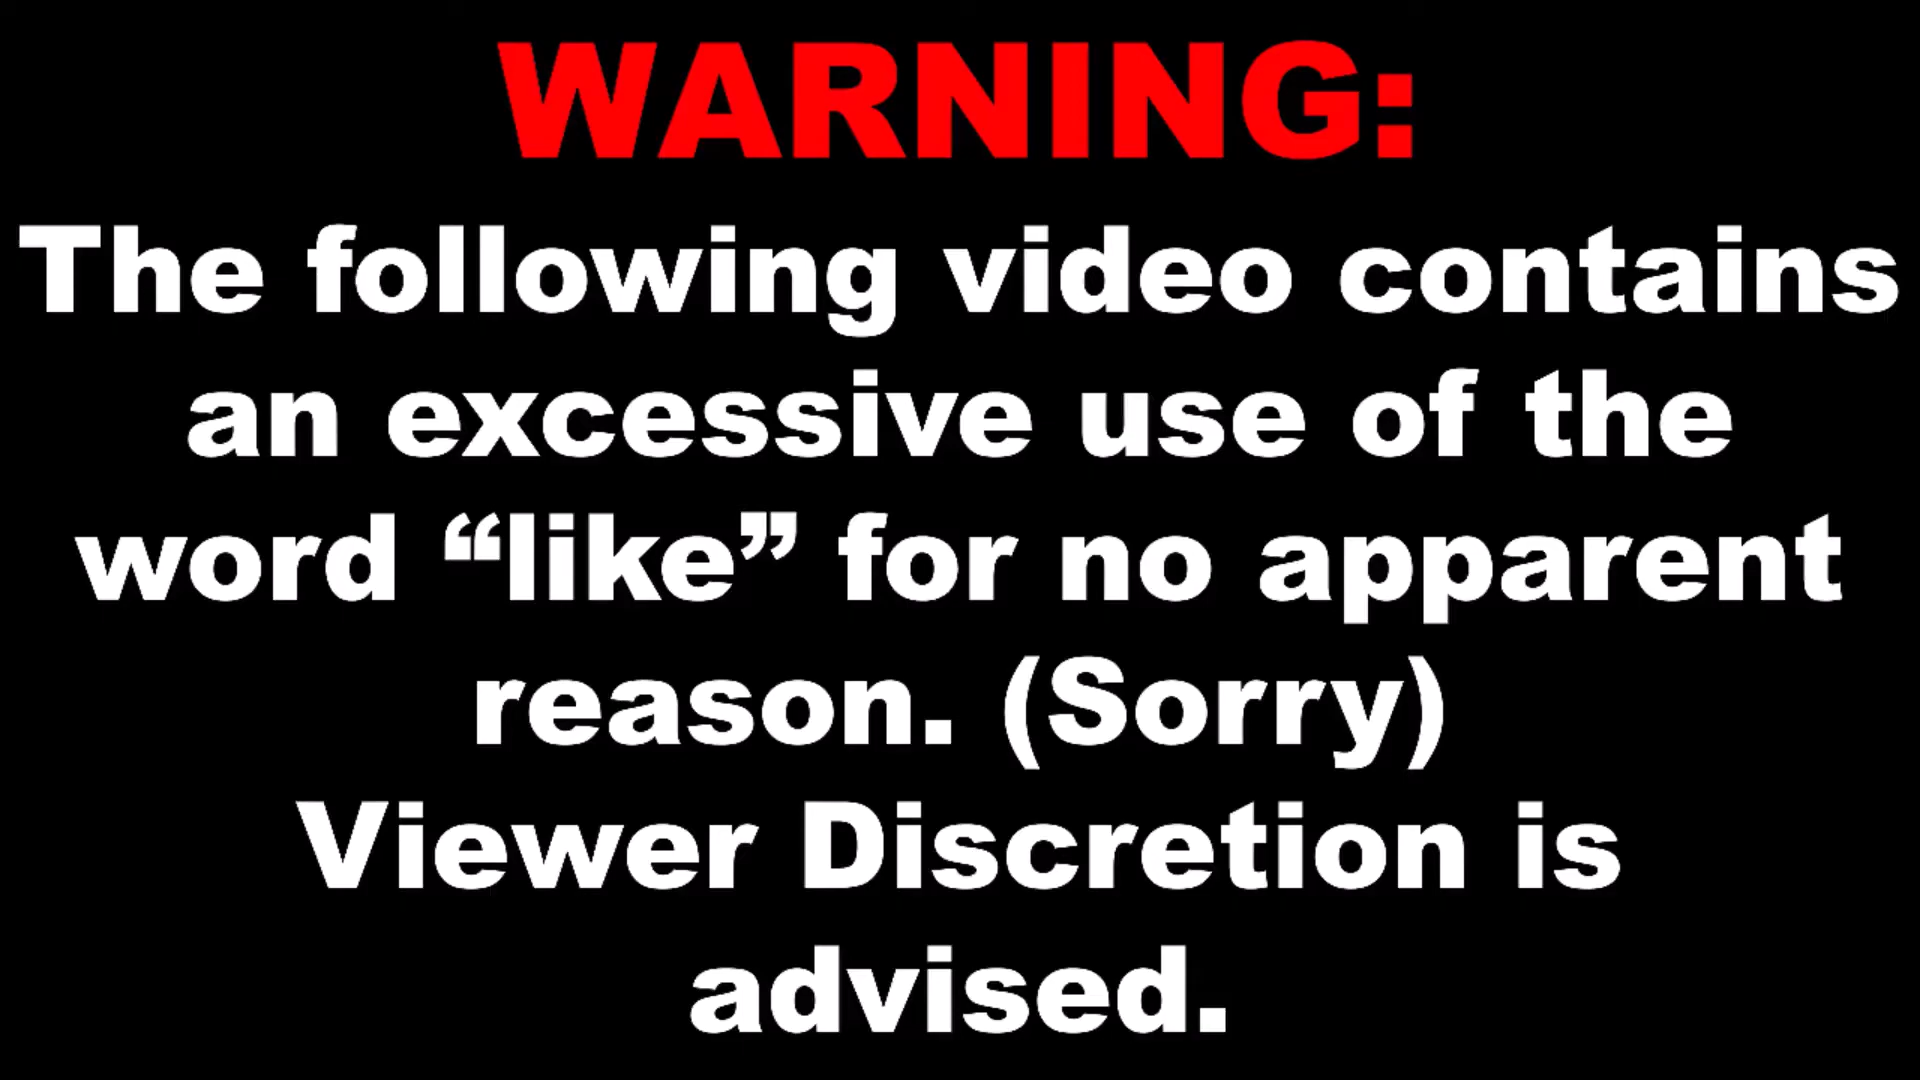 WARNING:
The following video contains
an excessive use of the
word “like” for no apparent
reason. (Sorry)
Viewer Discretion is
advised.